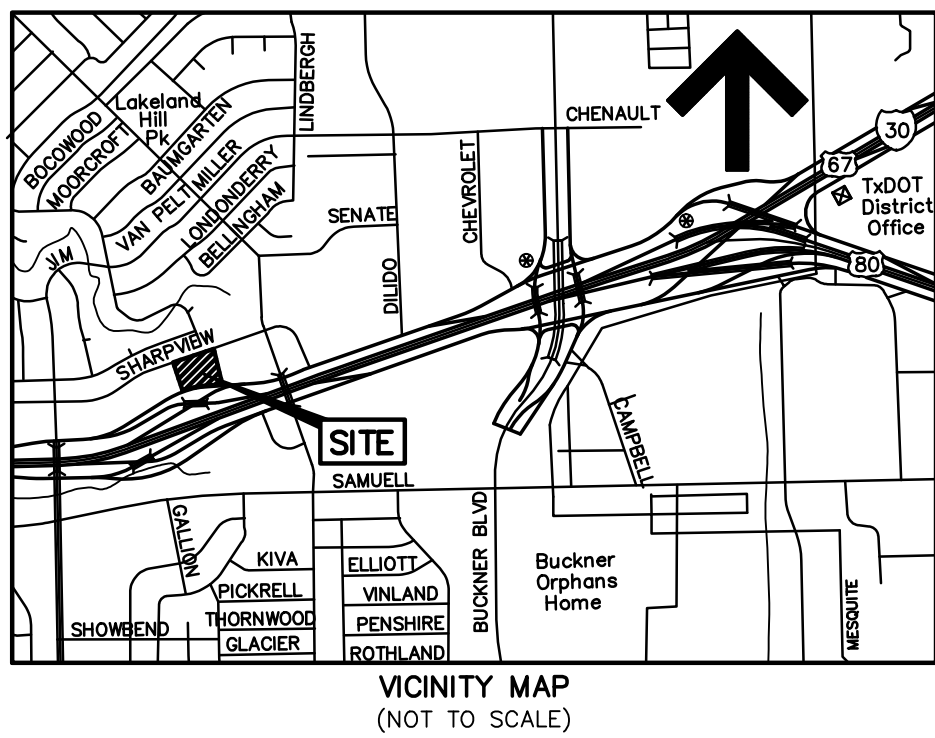 LINDBERGH
CHENAULT
Lakeland
Hill
Pk
BOCOWOOD
MOORCROFT
BAUMGARTEN
VAN PELT
MILLER
LONDONDERRY
BELLINGHAM
CHEVROLET
SENATE
DILIDO
30
67
TxDOT
District
Office
80
JIM
SHARPVIEW
SITE
CAMPBELL
SAMUELL
GALLION
BUCKNER BLVD
KIVA
PICKRELL
THORNWOOD
GLACIER
SHOWBEND
ELLIOTT
VINLAND
PENSHIRE
ROTHLAND
Buckner
Orphans
Home
MESQUITE
VICINITY MAP
(NOT TO SCALE)